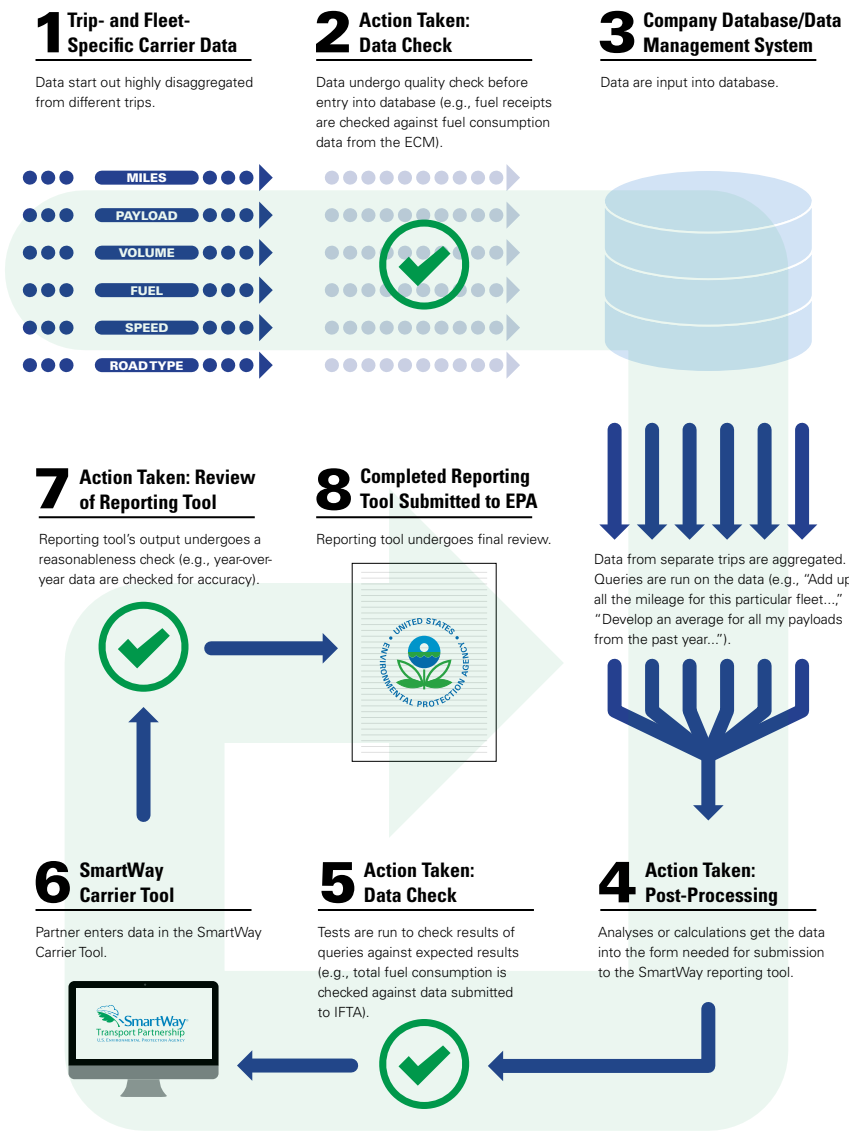 1 Trip- and Fleet-
Specific Carrier Data
Data start out highly disaggregated
from different trips.
MILES
PAYLOAD
VOLUME
FUEL
SPEED
ROAD TYPE
2 Action Taken:
Data Check
Data undergo quality check before
entry into database (e.g., fuel receipts
are checked against fuel consumption
data from the ECM).
3 Company Database/Data
Management System
Data are input into database.
Data from separate trips are aggregated.
Queries are run on the data (e.g., “Add up
all the mileage for this particular fleet...,”
“Develop an average for all my payloads
from the past year...”).
4 Action Taken:
Post-Processing
Analyses or calculations get the data
into the form needed for submission
to the SmartWay reporting tool.
5 Action Taken:
Data Check
Tests are run to check results of
queries against expected results
(e.g., total fuel consumption is
checked against data submitted
to IFTA).
6 SmartWay
Carrier Tool
Partner enters data in the SmartWay
Carrier Tool.
SmartWay
Transport Partnership
U.S. ENVIRONMENTAL PROTECTION AGENCY
7 Action Taken: Review
of Reporting Tool
Reporting tool’s output undergoes a
reasonableness check (e.g., year-over-
year data are checked for accuracy).
8 Completed Reporting
Tool Submitted to EPA
Reporting tool undergoes final review.
UNITED STATES
ENVIRONMENTAL PROTECTION AGENCY